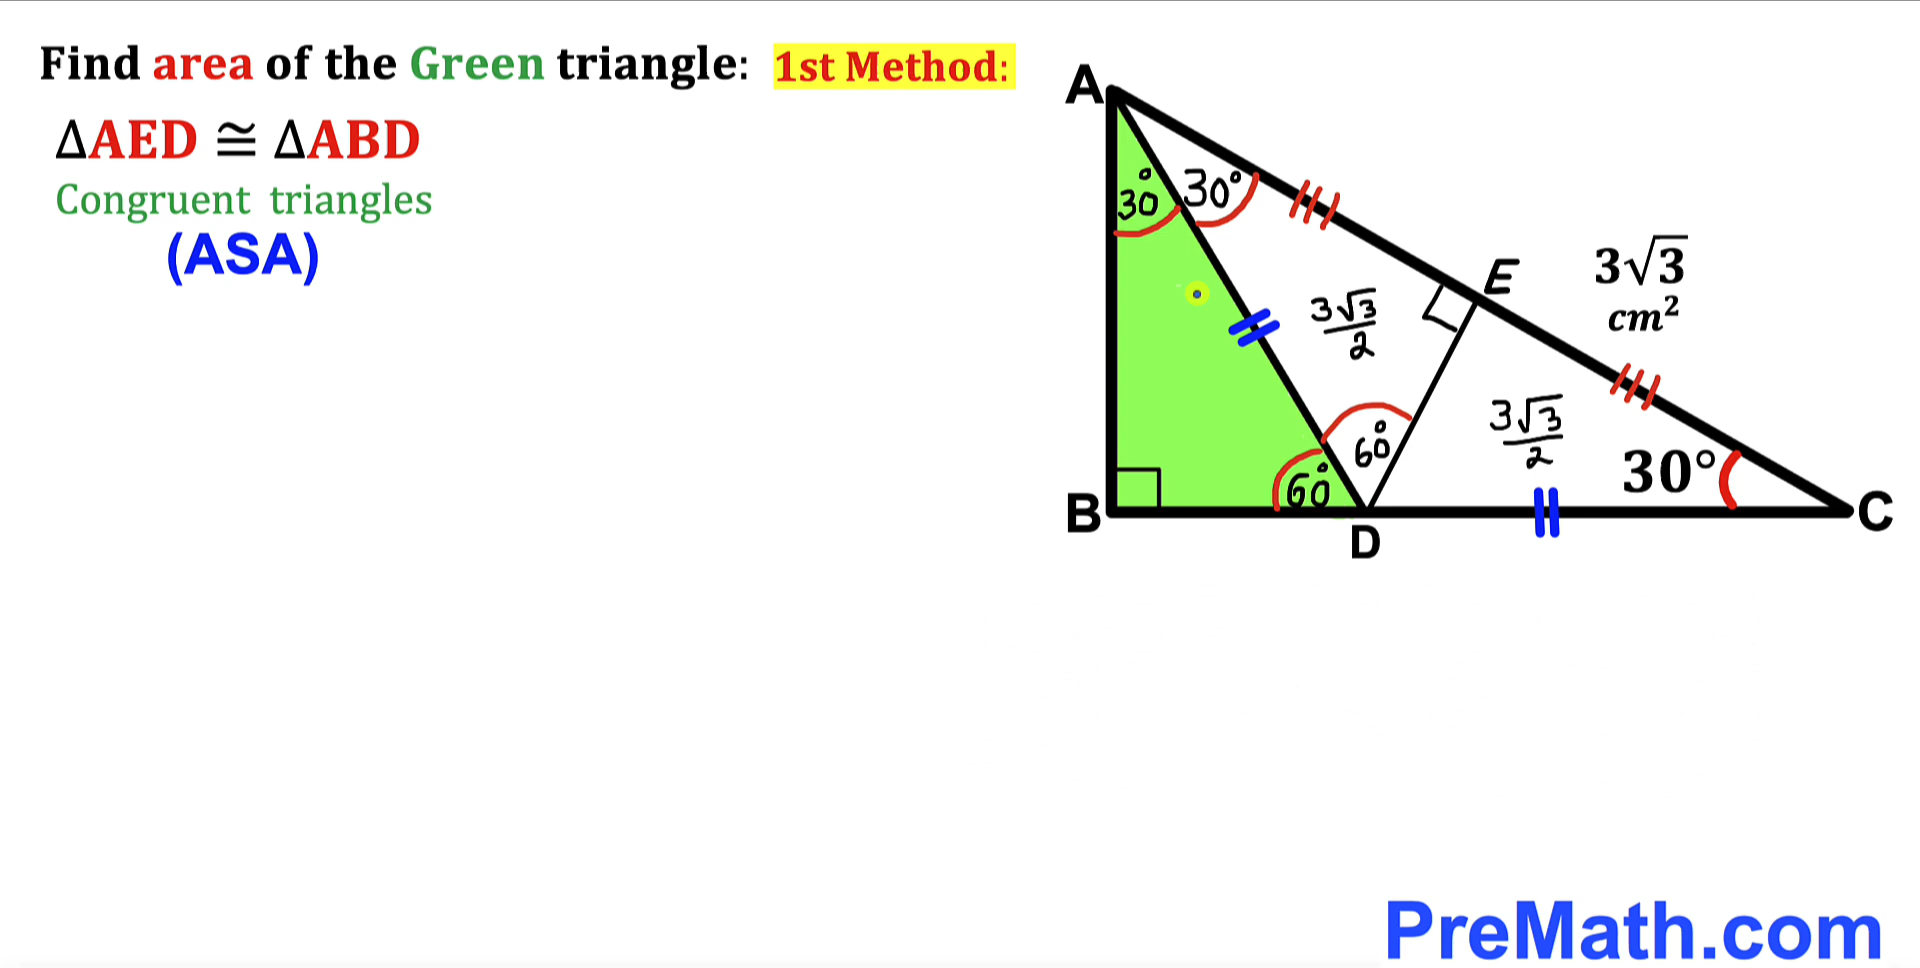 Find area of the Green triangle: 1st Method:
ΔAED ≅ ΔABD
Congruent triangles
(ASA)
A
30° 30°
E
3√3
cm²
3√3/2
3√3/2
60°
60°
30°
B
D
C
PreMath.com